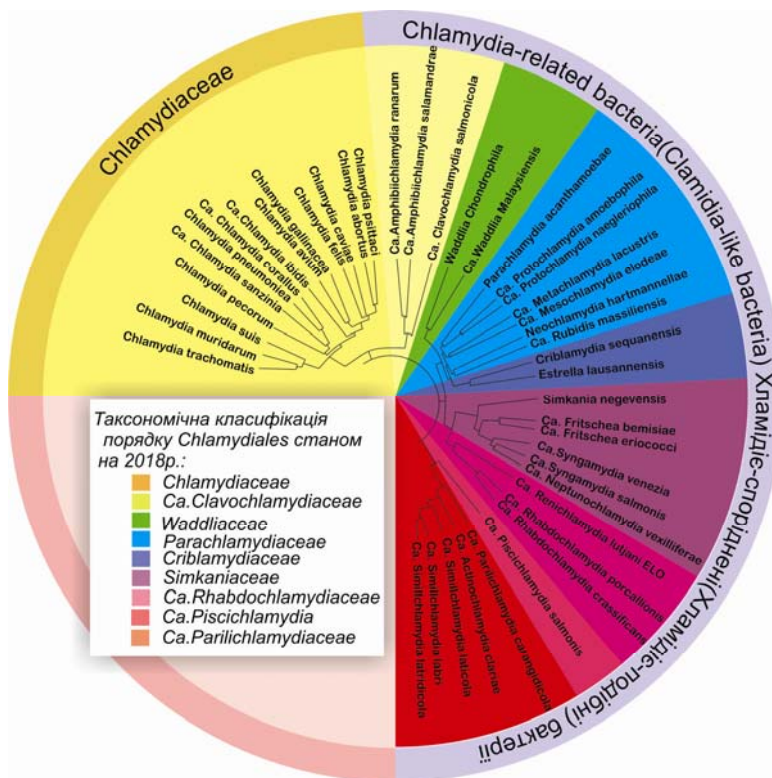 Chlamydiaceae
Chlamydia-related bacteria(Clamidia-like bacteria) Хламідіє-споріднені(Хламідіє-подібні) бактерії
Chlamydia trachomatis
Chlamydia muridarum
Chlamydia suis
Chlamydia pecorum
Ca. Chlamydia sanzinia
Chlamydia pneumoniea
Ca. Chlamydia corallus
Ca.Chlamydia ibidis
Chlamydia avium
Chlamydia gallinacea
Chlamydia felis
Chlamydia caviae
Chlamydia abortus
Chlamydia psittaci
Ca.Amphibiichlamydia ranarum
Ca.Amphibiichlamydia salamandrae
Ca. Clavochlamydia salmonicola
Waddlia Chondrophila
Ca.Waddlia Malaysiensis
Parachlamydia acanthamoebae
Ca. Protochlamydia amoebophila
Ca. Protochlamydia naegleriophila
Ca. Metachlamydia lacustris
Ca. Mesochlamydia elodeae
Neochlamydia hartmannellae
Ca. Rubidis massiliensis
Criblamydia sequanensis
Estrella lausannensis
Simkania negevensis
Ca. Fritschea bemisiae
Ca. Fritschea eriococci
Ca.Syngamydia venezia
Ca.Syngamydia salmonis
Ca. Neptunochlamydia vexilliferae
Ca. Renichlamydia lutjani ELO
Ca. Rhabdochlamydia porcallionis
Ca. Rhabdochlamydia crassificans
Ca. Piscichlamydia salmonis
Ca. Parilichlamydia carangidicola
Ca. Actinochlamydia clariae
Ca. Similichlamydia laticola
Ca. Similichlamydia labri
Ca. Similichlamydia latridicola
Таксономічна класифікація
порядку Chlamydiales станом
на 2018р.:
Chlamydiaceae
Ca.Clavochlamydiaceae
Waddliaceae
Parachlamydiaceae
Criblamydiaceae
Simkaniaceae
Ca.Rhabdochlamydiaceae
Ca.Piscichlamydia
Ca.Parilichlamydiaceae